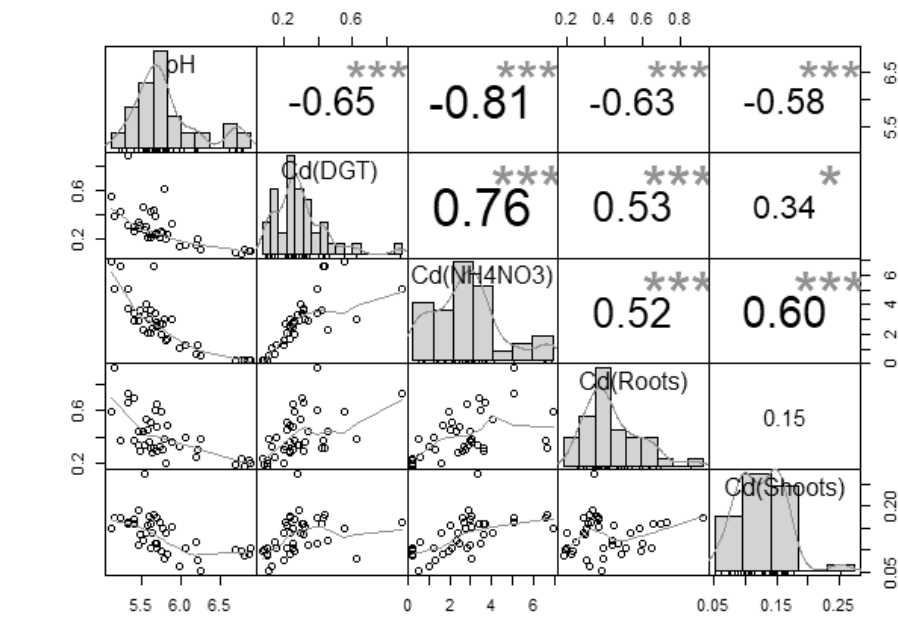 0.2 0.6 0.2 0.4 0.6 0.8
pH *** *** *** ***
-0.65 -0.81 -0.63 -0.58
6.5
5.5
Cd(DGT) *** *** *
0.76 0.53 0.34
0.6
0.2
Cd(NH4NO3) *** ***
0.52 0.60
6
4
2
0
Cd(Roots)
0.15
0.6
0.2
Cd(Shoots)
0.20
0.05
5.5 6.0 6.5 0 2 4 6 0.05 0.15 0.25